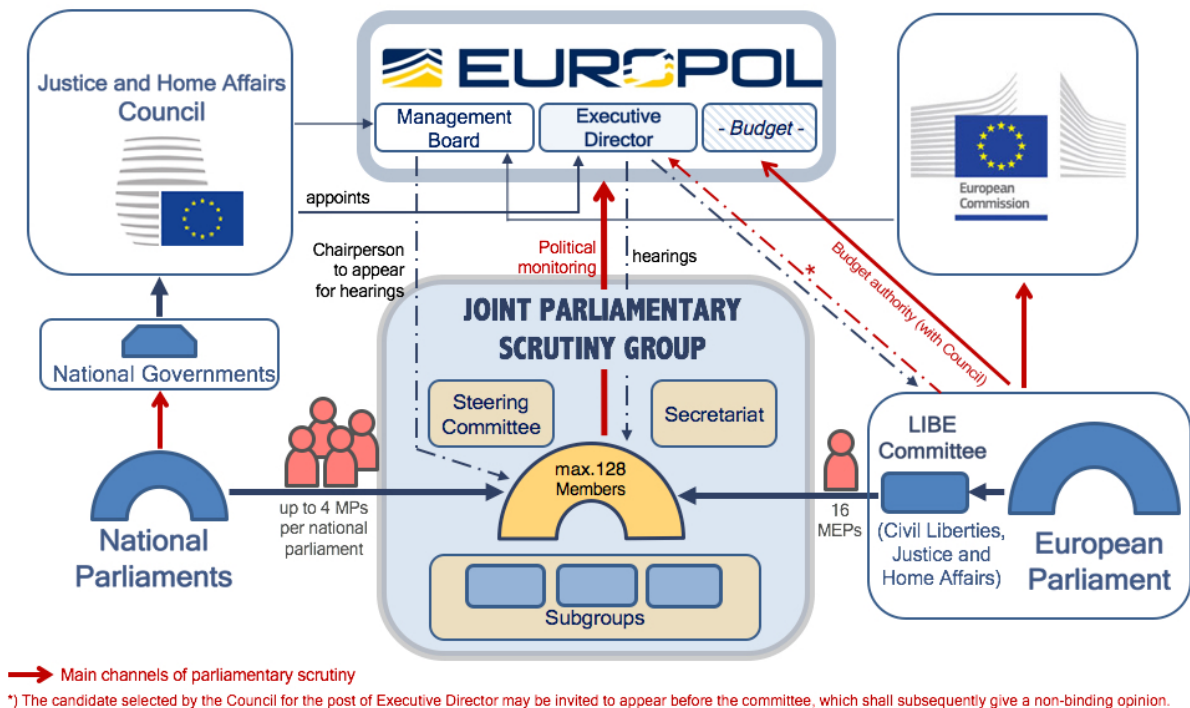 Justice and Home Affairs
Council
EUROPOL
Management
Board
Executive
Director
- Budget -
European
Commission
appoints
Chairperson
to appear
for hearings
Political
monitoring
hearings
*
Budget authority (with Council)
National Governments
JOINT PARLIAMENTARY
SCRUTINY GROUP
Steering
Committee
Secretariat
max.128
Members
up to 4 MPs
per national
parliament
16
MEPs
LIBE
Committee
(Civil Liberties,
Justice and
Home Affairs)
National
Parliaments
European
Parliament
Subgroups
Main channels of parliamentary scrutiny
*) The candidate selected by the Council for the post of Executive Director may be invited to appear before the committee, which shall subsequently give a non-binding opinion.